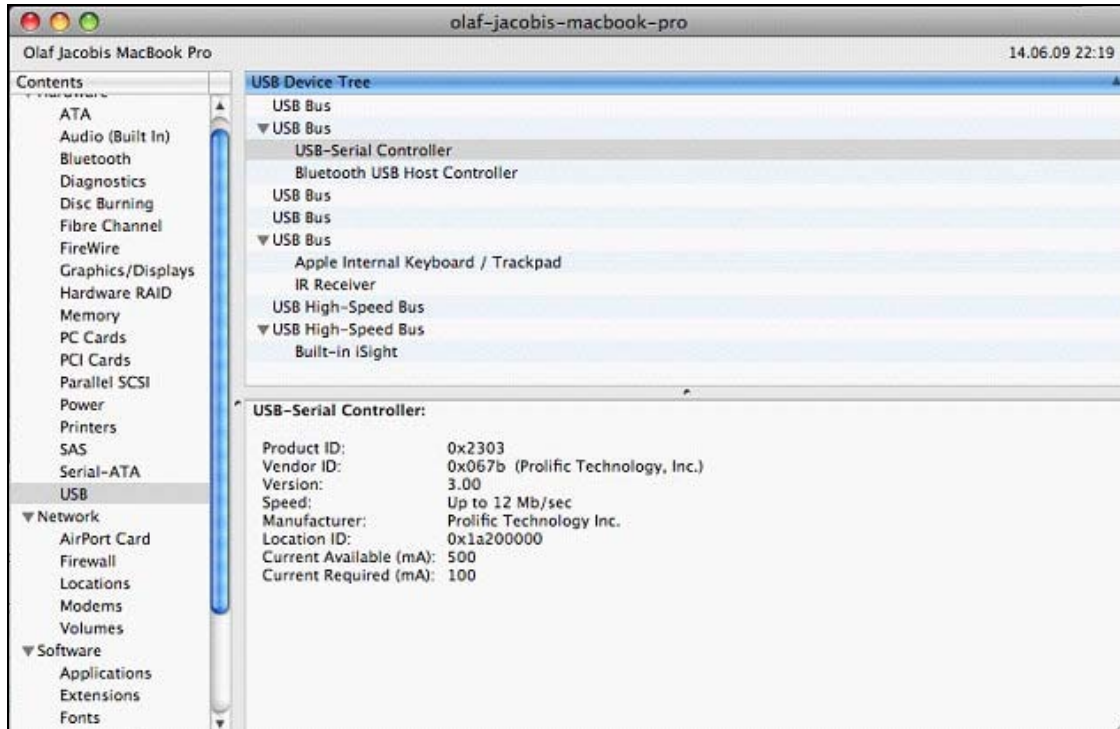 olaf-jacobis-macbook-pro
Olaf Jacobis MacBook Pro 14.06.09 22:19
Contents
Hardware
ATA
Audio (Built In)
Bluetooth
Diagnostics
Disc Burning
Fibre Channel
FireWire
Graphics/Displays
Hardware RAID
Memory
PC Cards
PCI Cards
Parallel SCSI
Power
Printers
SAS
Serial-ATA
USB
Network
AirPort Card
Firewall
Locations
Modems
Volumes
Software
Applications
Extensions
Fonts
USB Device Tree
USB Bus
USB Bus
USB-Serial Controller
Bluetooth USB Host Controller
USB Bus
USB Bus
USB Bus
Apple Internal Keyboard / Trackpad
IR Receiver
USB High-Speed Bus
USB High-Speed Bus
Built-in iSight
USB-Serial Controller:
Product ID: 0x2303
Vendor ID: 0x067b (Prolific Technology, Inc.)
Version: 3.00
Speed: Up to 12 Mb/sec
Manufacturer: Prolific Technology Inc.
Location ID: 0x1a200000
Current Available (mA): 500
Current Required (mA): 100